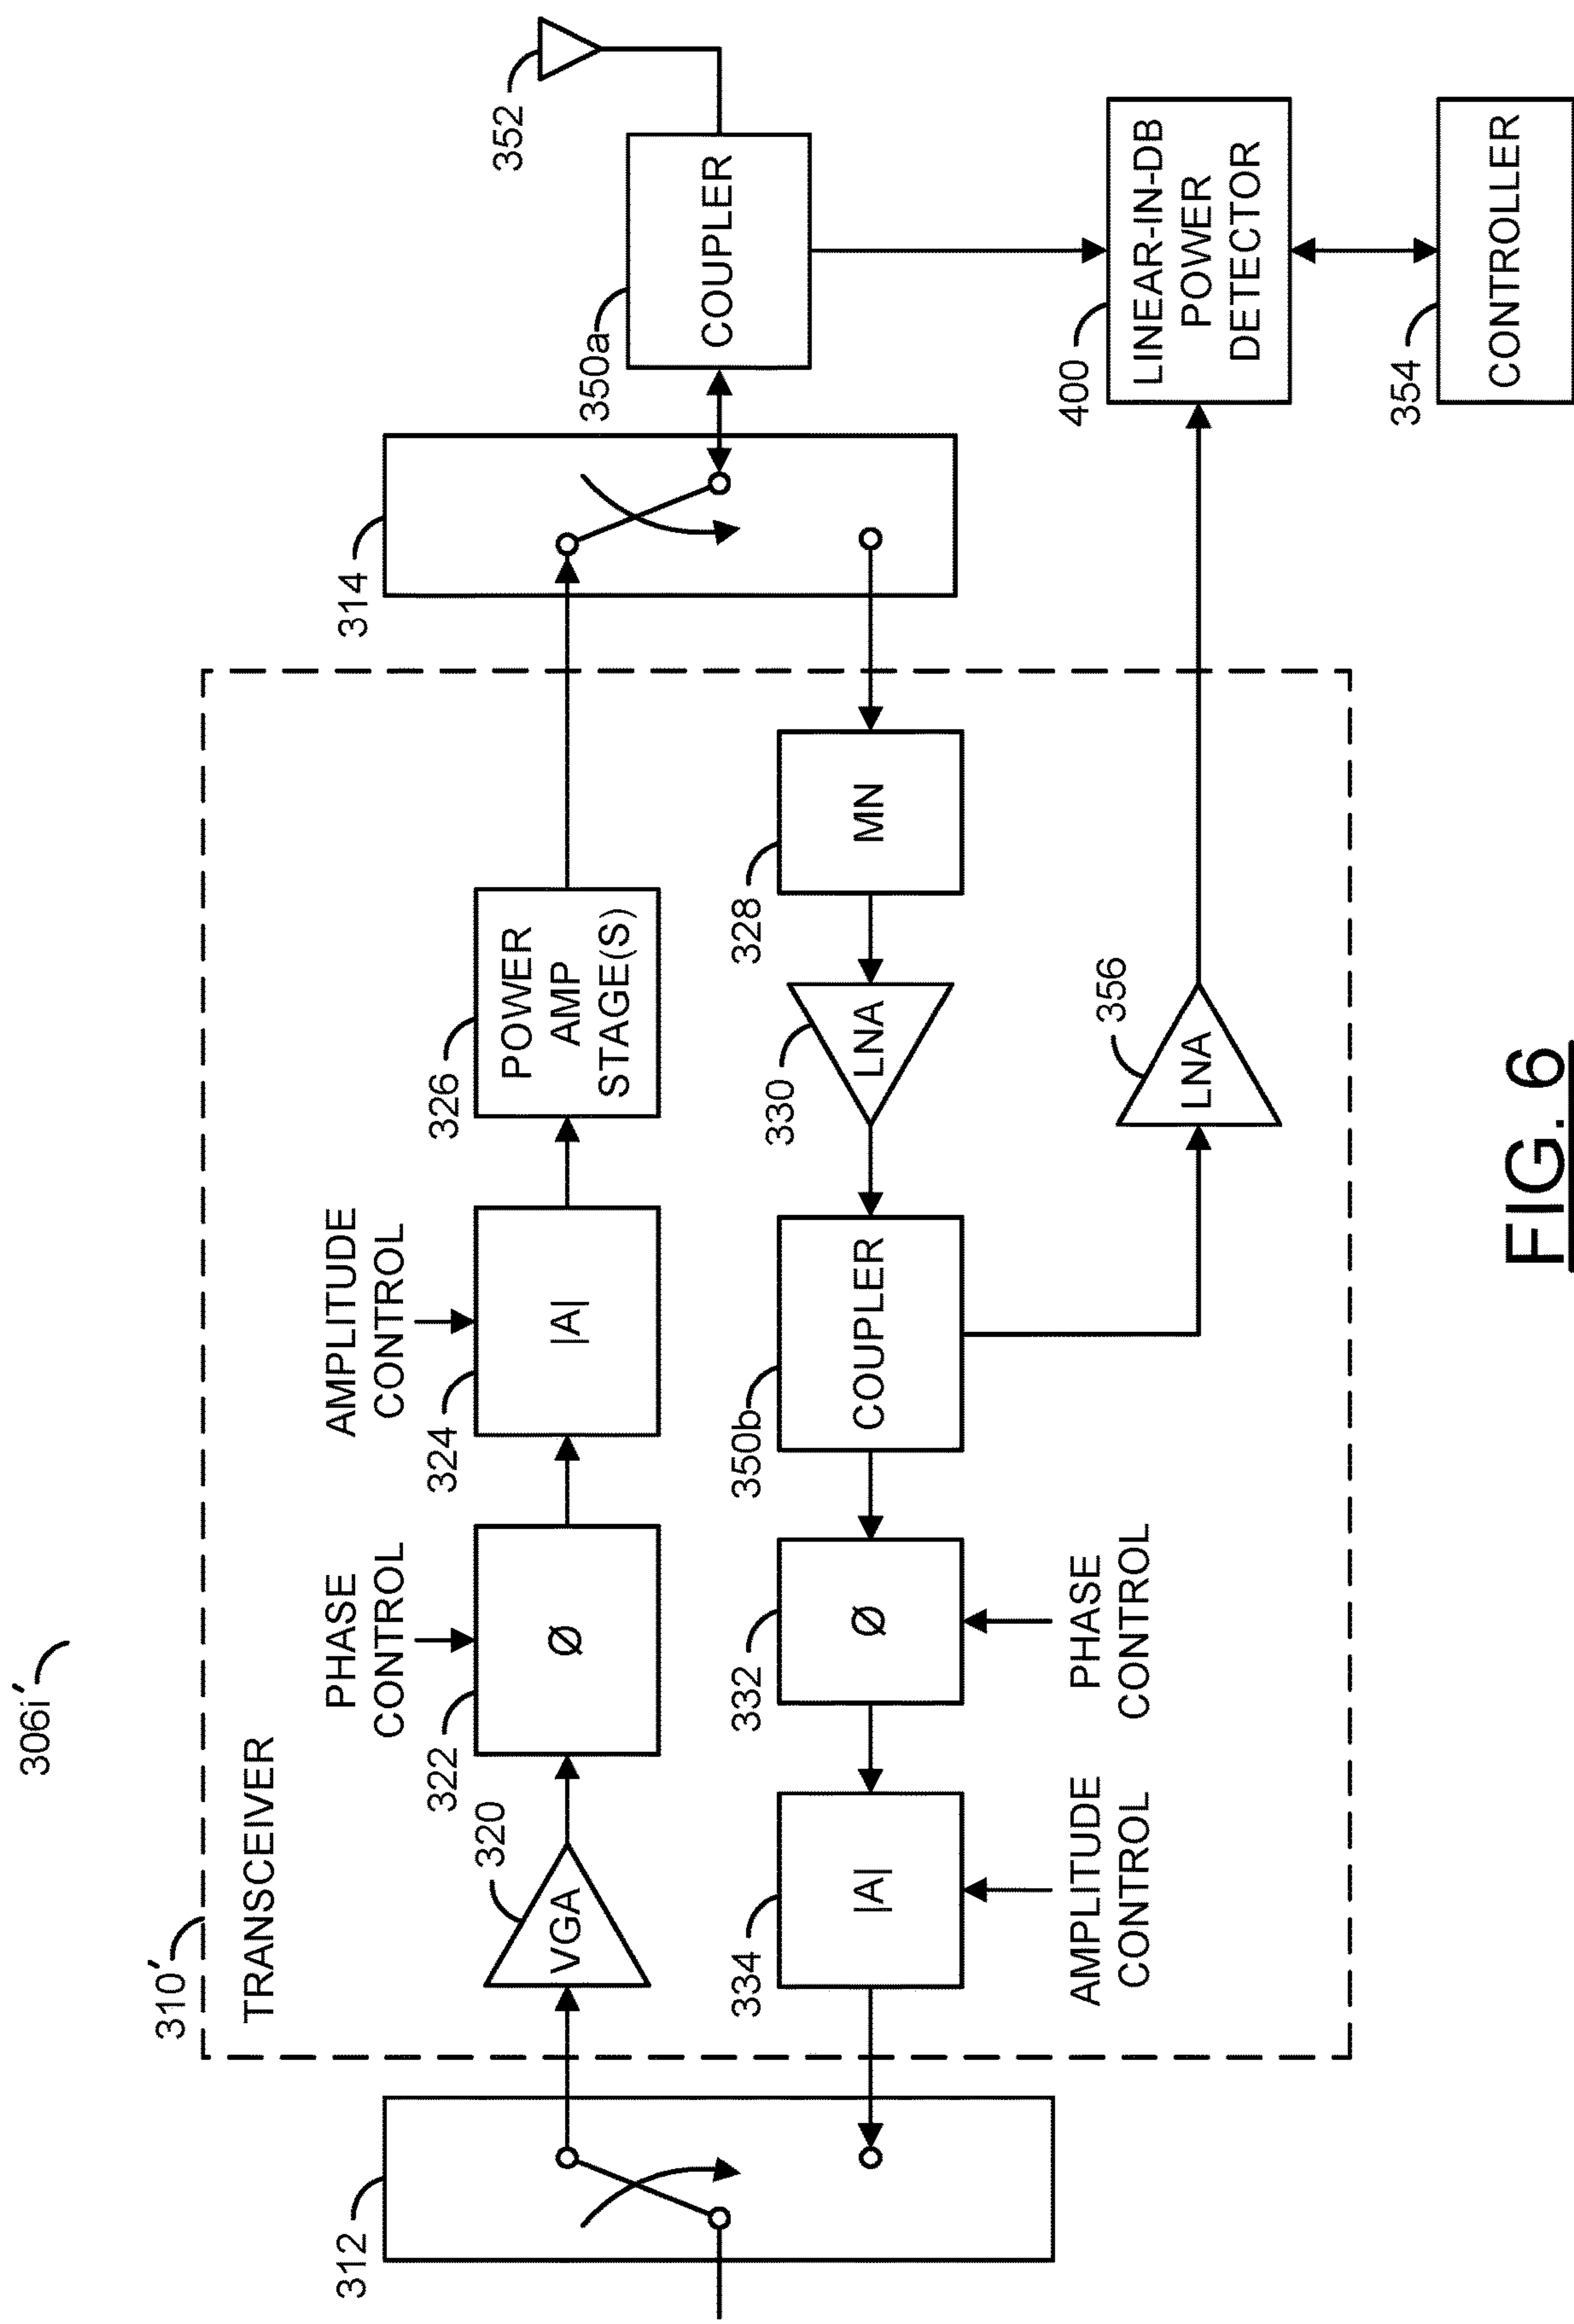 306i'
310'
TRANSCEIVER
312
VGA
320
PHASE
CONTROL
322
Ø
AMPLITUDE
CONTROL
324
|A|
326
POWER
AMP
STAGE(S)
314
352
350a
COUPLER
334
|A|
AMPLITUDE
CONTROL
332
Ø
PHASE
CONTROL
350b
COUPLER
330
LNA
328
MN
356
LNA
400
LINEAR-IN-DB
POWER
DETECTOR
354
CONTROLLER
FIG. 6